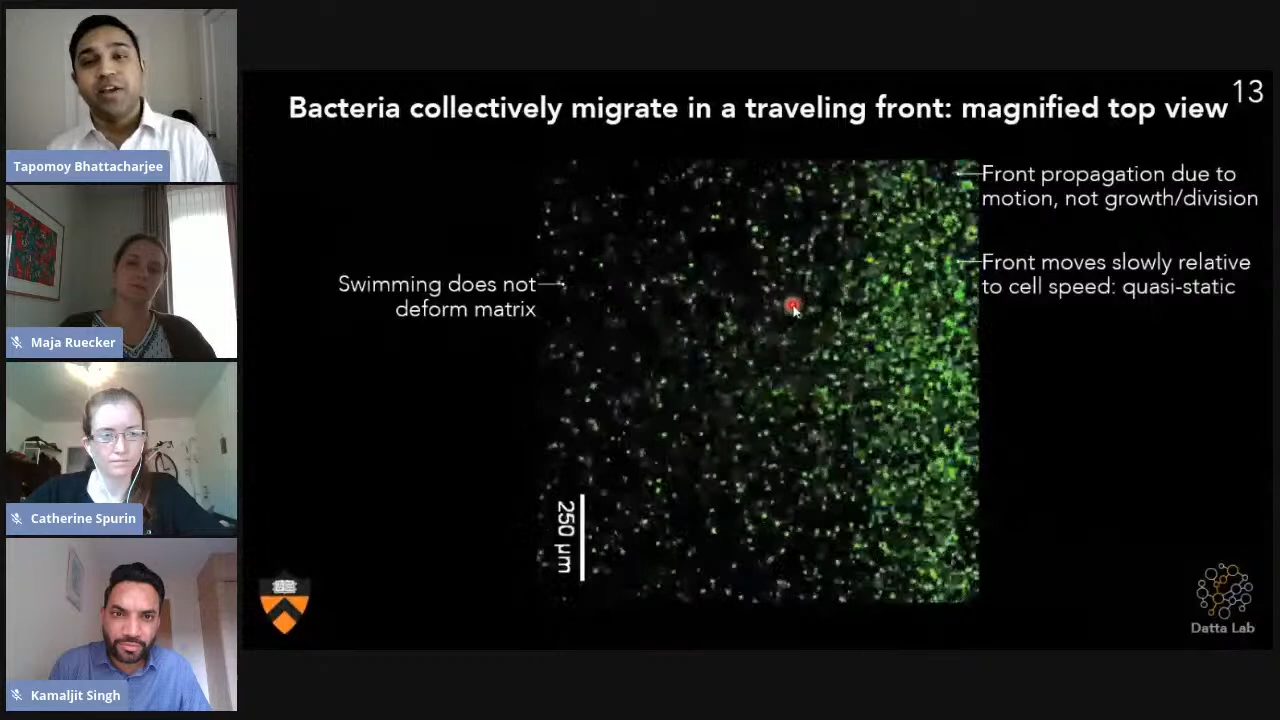 Tapomoy Bhattacharjee
Maja Ruecker
Catherine Spurin
Kamaljit Singh
13
Bacteria collectively migrate in a traveling front: magnified top view
Front propagation due to
motion, not growth/division
Front moves slowly relative
to cell speed: quasi-static
Swimming does not
deform matrix
250 µm
Datta Lab